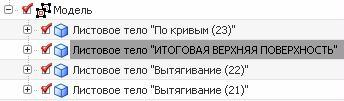 Модель
Листовое тело "По кривым (23)"
Листовое тело "ИТОГОВАЯ ВЕРХНЯЯ ПОВЕРХНОСТЬ"
Листовое тело "Вытягивание (22)"
Листовое тело "Вытягивание (21)"